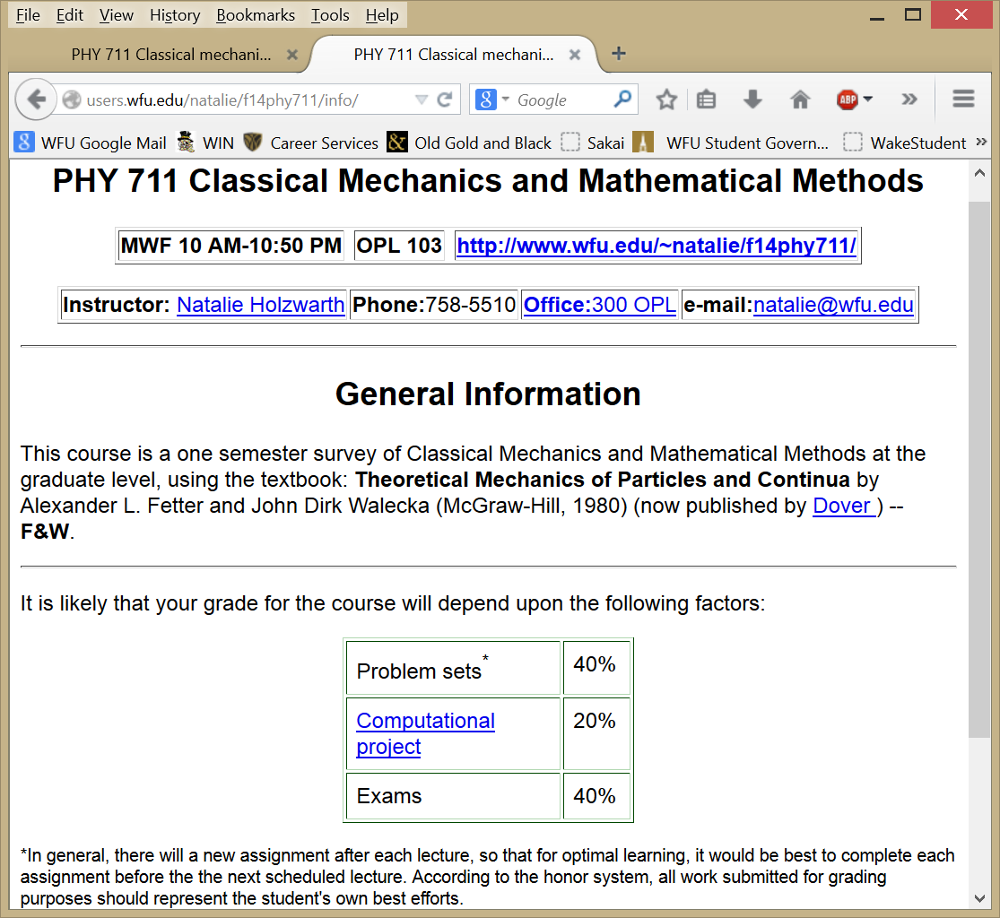 File Edit View History Bookmarks Tools Help
PHY 711 Classical mechani... PHY 711 Classical mechani...
users.wfu.edu/natalie/f14phy711/info/ Google ABP
WFU Google Mail WIN Career Services Old Gold and Black Sakai WFU Student Govern... WakeStudent
PHY 711 Classical Mechanics and Mathematical Methods
MWF 10 AM-10:50 PM OPL 103 http://www.wfu.edu/~natalie/f14phy711/
Instructor: Natalie Holzwarth Phone:758-5510 Office:300 OPL e-mail:natalie@wfu.edu
General Information
This course is a one semester survey of Classical Mechanics and Mathematical Methods at the
graduate level, using the textbook: Theoretical Mechanics of Particles and Continua by
Alexander L. Fetter and John Dirk Walecka (McGraw-Hill, 1980) (now published by Dover ) --
F&W.
It is likely that your grade for the course will depend upon the following factors:
Problem sets* 40%
Computational 20%
project
Exams 40%
*In general, there will a new assignment after each lecture, so that for optimal learning, it would be best to complete each
assignment before the the next scheduled lecture. According to the honor system, all work submitted for grading
purposes should represent the student's own best efforts.